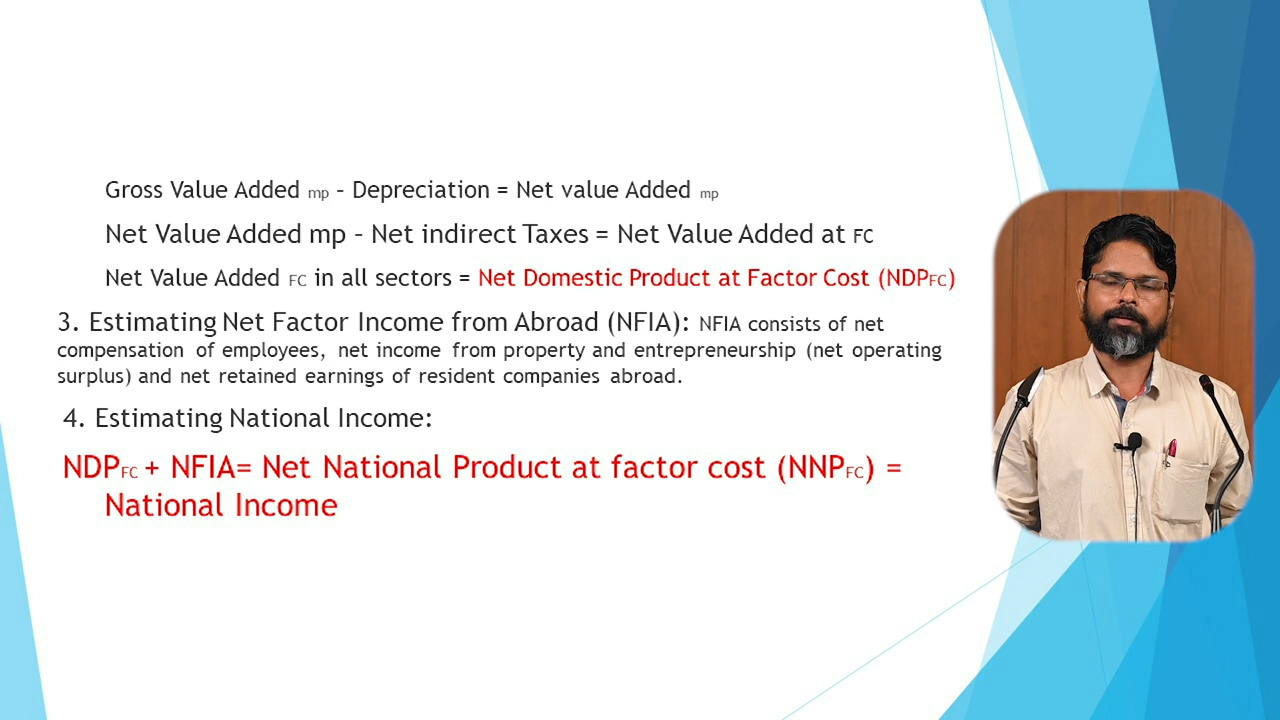 Gross Value Added mp – Depreciation = Net value Added mp
Net Value Added mp – Net indirect Taxes = Net Value Added at FC
Net Value Added FC in all sectors = Net Domestic Product at Factor Cost (NDPFC)
3. Estimating Net Factor Income from Abroad (NFIA): NFIA consists of net
compensation of employees, net income from property and entrepreneurship (net operating
surplus) and net retained earnings of resident companies abroad.
4. Estimating National Income:
NDPFC + NFIA= Net National Product at factor cost (NNPFC) =
National Income